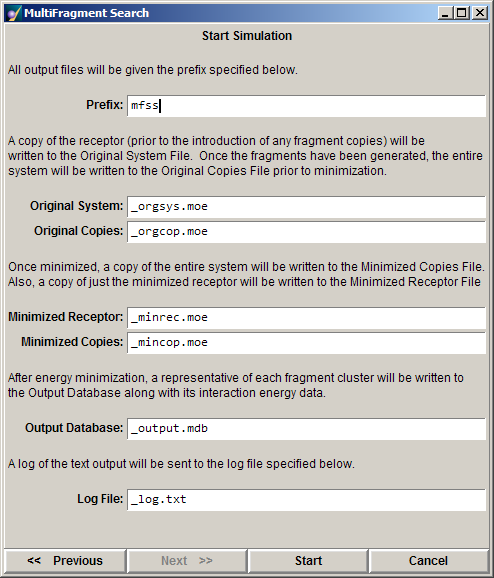 MultiFragment Search
Start Simulation
All output files will be given the prefix specified below.
Prefix: mfss
A copy of the receptor (prior to the introduction of any fragment copies) will be
written to the Original System File. Once the fragments have been generated, the entire
system will be written to the Original Copies File prior to minimization.
Original System: _orgsys.moe
Original Copies: _orgcop.moe
Once minimized, a copy of the entire system will be written to the Minimized Copies File.
Also, a copy of just the minimized receptor will be written to the Minimized Receptor File
Minimized Receptor: _minrec.moe
Minimized Copies: _mincop.moe
After energy minimization, a representative of each fragment cluster will be written to
the Output Database along with its interaction energy data.
Output Database: _output.mdb
A log of the text output will be sent to the log file specified below.
Log File: _log.txt
<< Previous Next >> Start Cancel